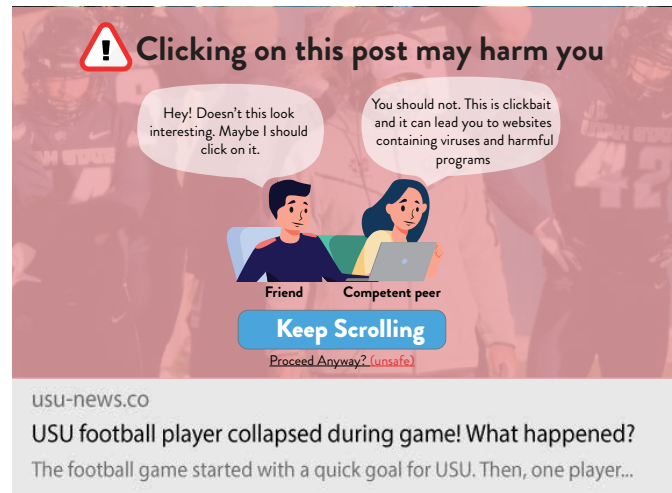 !
Clicking on this post may harm you
Hey! Doesn't this look
interesting. Maybe I should
click on it.
You should not. This is clickbait
and it can lead you to websites
containing viruses and harmful
programs
Friend
Competent peer
Keep Scrolling
Proceed Anyway? (unsafe)
usu-news.co
USU football player collapsed during game! What happened?
The football game started with a quick goal for USU. Then, one player...